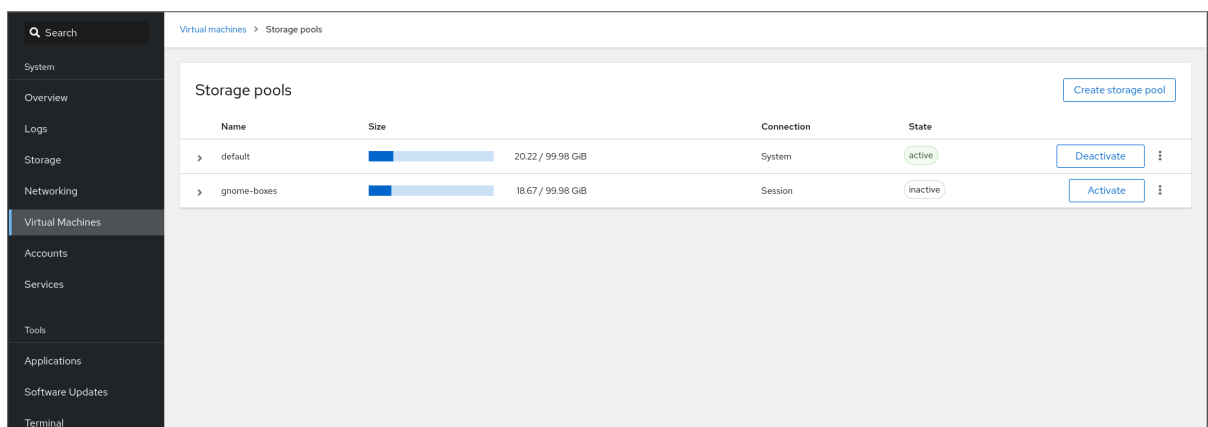 Search
System
Overview
Logs
Storage
Networking
Virtual Machines
Accounts
Services
Tools
Applications
Software Updates
Terminal
Virtual machines > Storage pools
Storage pools
Create storage pool
Name Size Connection State
default 20.22 / 99.98 GiB System active Deactivate
gnome-boxes 18.67 / 99.98 GiB Session inactive Activate